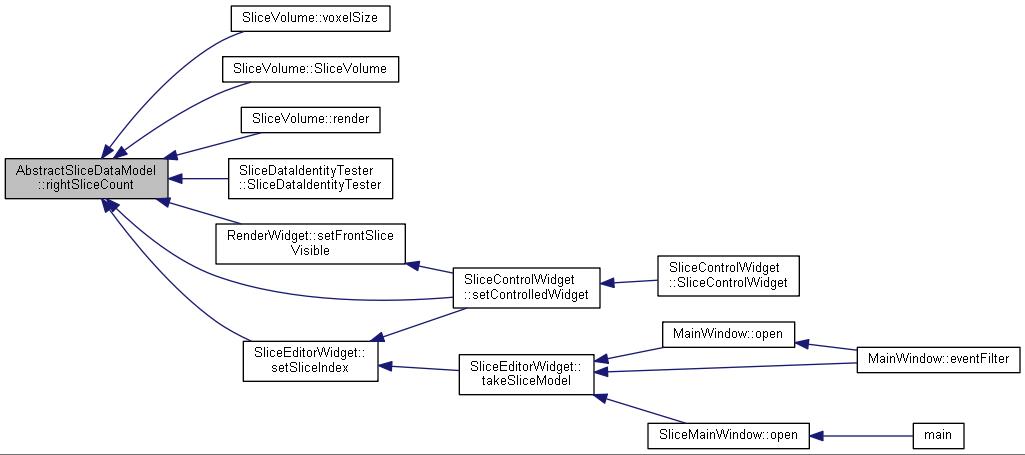 SliceVolume::voxelSize
SliceVolume::SliceVolume
SliceVolume::render
AbstractSliceDataModel
::rightSliceCount
SliceDataIdentityTester
::SliceDataIdentityTester
RenderWidget::setFrontSlice
Visible
SliceControlWidget
::setControlledWidget
SliceControlWidget
::SliceControlWidget
SliceEditorWidget::
setSliceIndex
SliceEditorWidget::
takeSliceModel
MainWindow::open
MainWindow::eventFilter
SliceMainWindow::open
main